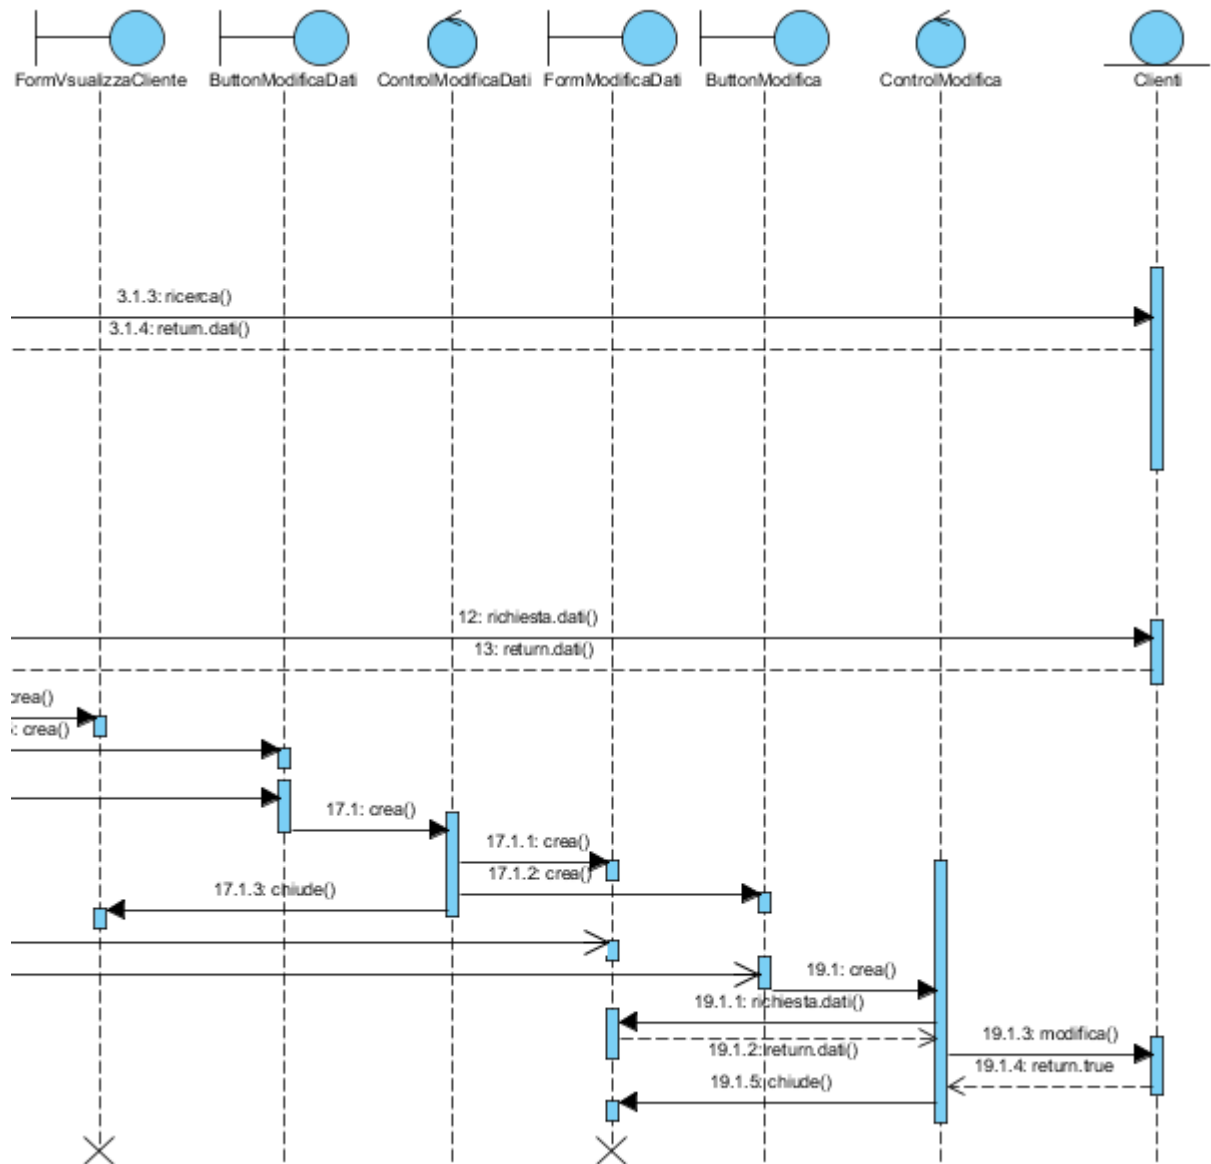 FormVsualizzaCliente
ButtonModificaDati
ControlModificaDati
FormModificaDati
ButtonModifica
ControlModifica
Clienti
3.1.3: ricerca()
3.1.4: return.dati()
12: richiesta.dati()
13: return.dati()
crea()
: crea()
17.1: crea()
17.1.1: crea()
17.1.2: crea()
17.1.3: chiude()
19.1: crea()
19.1.1: richiesta.dati()
19.1.3: modifica()
19.1.2: return.dati()
19.1.4: return.true
19.1.5: chiude()